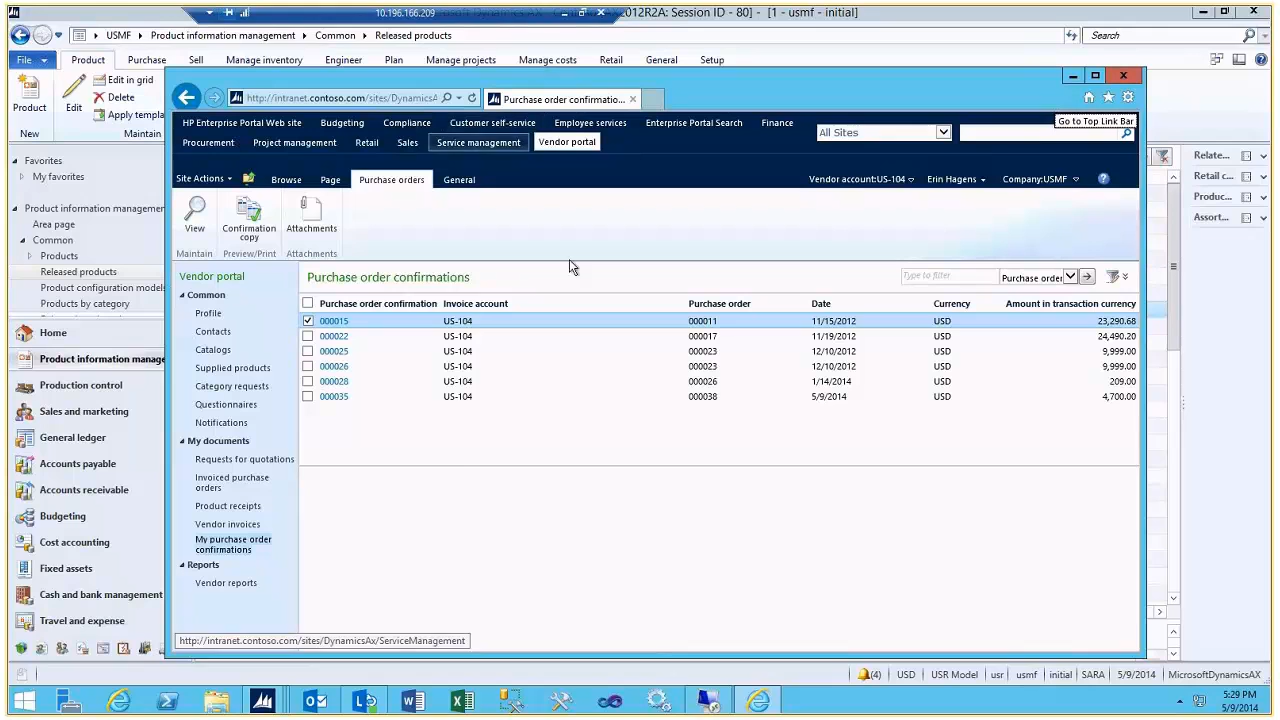 10.196.166.209
Microsoft Dynamics AX
2012R2A: Session ID - 80] - [1 - usmf - initial]
USMF
Product information management
Common
Released products
Search
File
Product
Purchase
Sell
Manage inventory
Engineer
Plan
Manage projects
Manage costs
Retail
General
Setup
Product
New
Edit
Edit in grid
Delete
Apply templa
Maintain
http://intranet.contoso.com/sites/DynamicsA
Purchase order confirmatio...
HP Enterprise Portal Web site
Budgeting
Compliance
Customer self-service
Employee services
Enterprise Portal Search
Finance
Procurement
Project management
Retail
Sales
Service management
Vendor portal
All Sites
Go to Top Link Bar
Site Actions
Browse
Page
Purchase orders
General
Vendor account:US-104
Erin Hagens
Company:USMF
View
Maintain
Confirmation
copy
Preview/Print
Attachments
Attachments
Favorites
My favorites
Product information managemen
Area page
Common
Products
Released products
Product configuration models
Products by category
Home
Product information manage
Production control
Sales and marketing
General ledger
Accounts payable
Accounts receivable
Budgeting
Cost accounting
Fixed assets
Cash and bank management
Travel and expense
Vendor portal
Common
Profile
Contacts
Catalogs
Supplied products
Category requests
Questionnaires
Notifications
My documents
Requests for quotations
Invoiced purchase
orders
Product receipts
Vendor invoices
My purchase order
confirmations
Reports
Vendor reports
Purchase order confirmations
Type to filter
Purchase order
Purchase order confirmation Invoice account Purchase order Date Currency Amount in transaction currency
000015 US-104 000011 11/15/2012 USD 23,290.68
000022 US-104 000017 11/19/2012 USD 24,490.20
000025 US-104 000023 12/10/2012 USD 9,999.00
000026 US-104 000023 12/10/2012 USD 9,999.00
000028 US-104 000026 1/14/2014 USD 209.00
000035 US-104 000038 5/9/2014 USD 4,700.00
Relate...
Retail c...
Produc...
Assort...
http://intranet.contoso.com/sites/DynamicsAx/ServiceManagement
(4)
USD
USR Model
usr
usmf
initial
SARA
5/9/2014
MicrosoftDynamicsAX
5:29 PM
5/9/2014